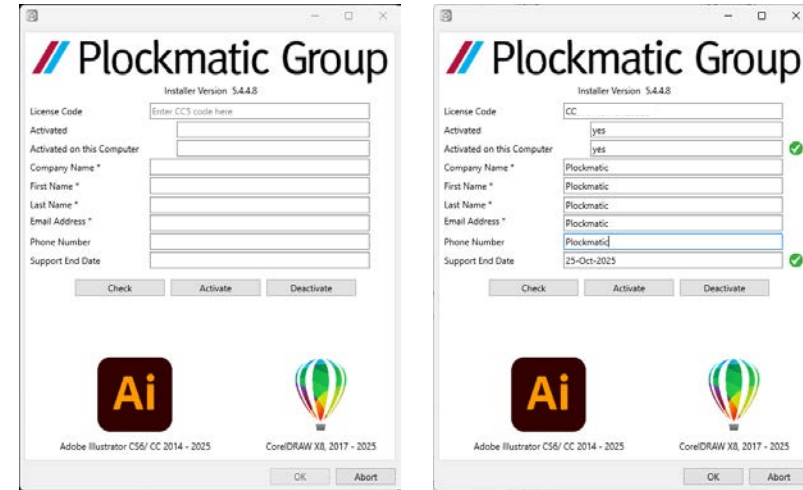 Plockmatic Group
Installer Version 5.4.4.8
License Code Enter CC5 code here
Activated
Activated on this Computer
Company Name *
First Name *
Last Name *
Email Address *
Phone Number
Support End Date
Check Activate Deactivate
Ai
Adobe Illustrator CS6/ CC 2014 - 2025 CorelDRAW X8, 2017 - 2025
OK Abort
Plockmatic Group
Installer Version 5.4.4.8
License Code CC
Activated yes
Activated on this Computer yes
Company Name * Plockmatic
First Name * Plockmatic
Last Name * Plockmatic
Email Address * Plockmatic
Phone Number Plockmatic
Support End Date 25-Oct-2025
Check Activate Deactivate
Ai
Adobe Illustrator CS6/ CC 2014 - 2025 CorelDRAW X8, 2017 - 2025
OK Abort